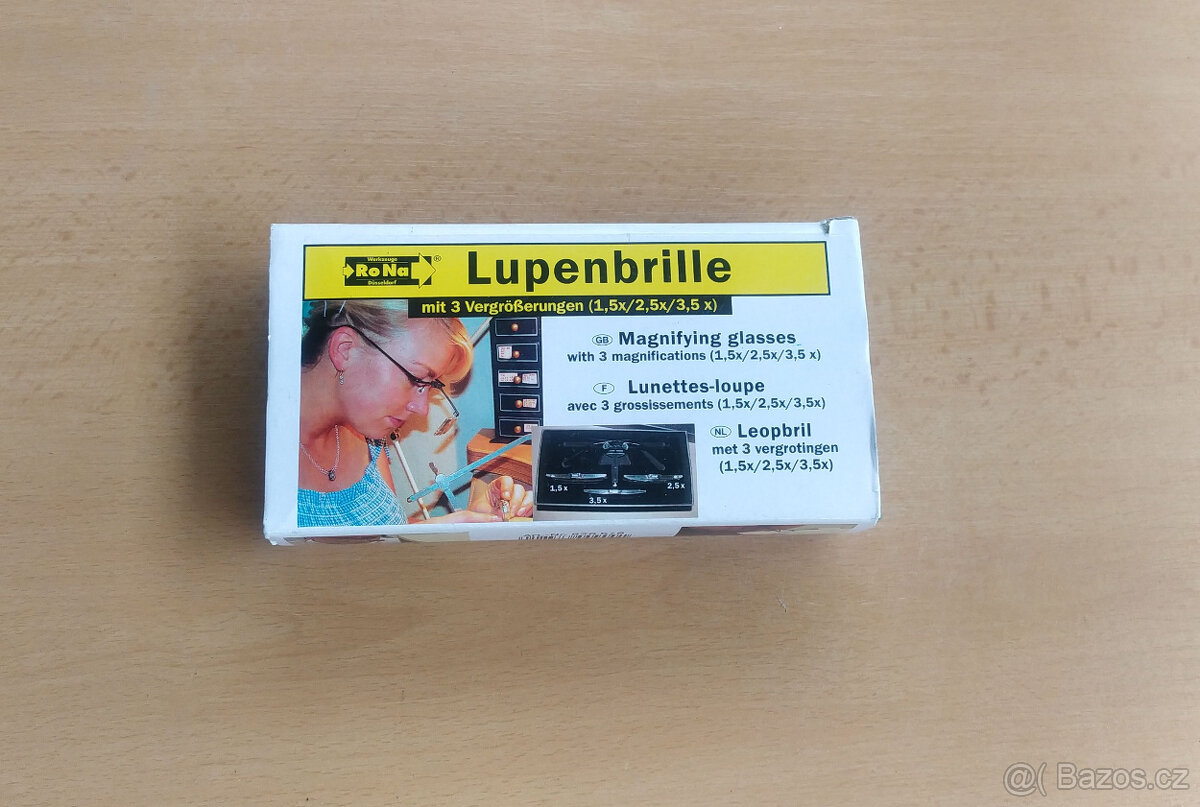 Werkzeuge
RoNa®
Düsseldorf
Lupenbrille
mit 3 Vergrößerungen (1,5x/2,5x/3,5 x)
GB Magnifying glasses
with 3 magnifications (1,5x/2,5x/3,5 x)
F Lunettes-loupe
avec 3 grossissements (1,5x/2,5x/3,5x)
NL Leopbril
met 3 vergrotingen
(1,5x/2,5x/3,5x)
1,5 x
2,5 x
3,5 x
@( Bazos.cz